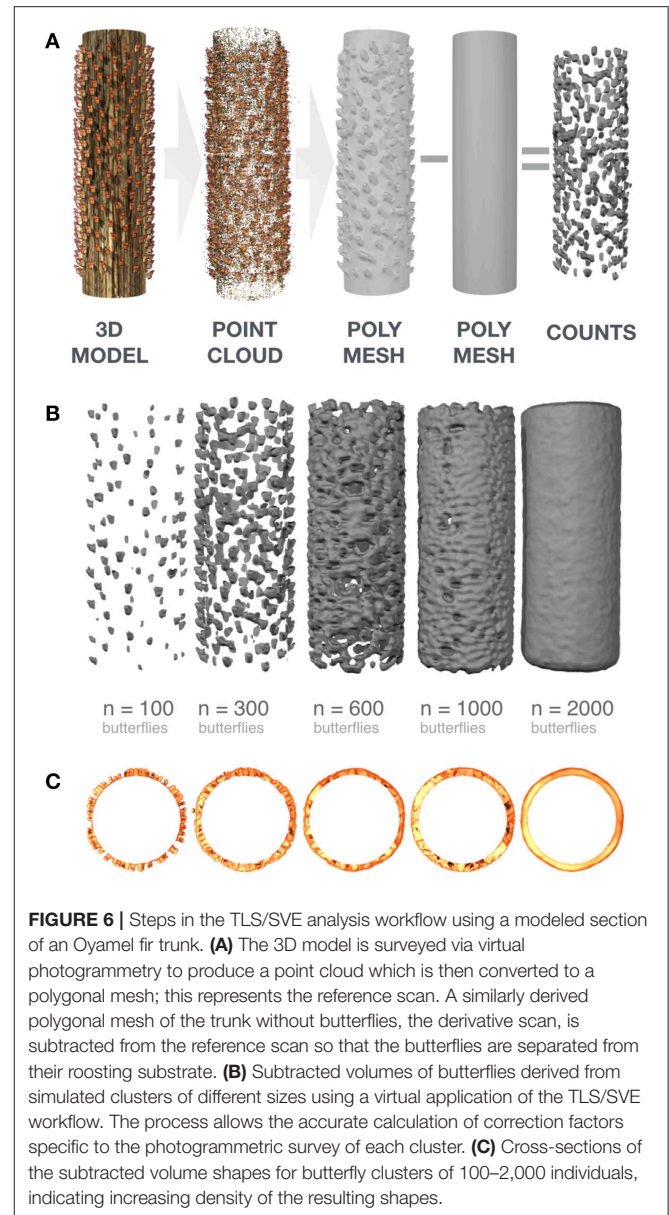 A
3D POINT POLY POLY COUNTS
MODEL CLOUD MESH MESH
B
n = 100 n = 300 n = 600 n = 1000 n = 2000
butterflies butterflies butterflies butterflies butterflies
C
FIGURE 6 | Steps in the TLS/SVE analysis workflow using a modeled section
of an Oyamel fir trunk. (A) The 3D model is surveyed via virtual
photogrammetry to produce a point cloud which is then converted to a
polygonal mesh; this represents the reference scan. A similarly derived
polygonal mesh of the trunk without butterflies, the derivative scan, is
subtracted from the reference scan so that the butterflies are separated from
their roosting substrate. (B) Subtracted volumes of butterflies derived from
simulated clusters of different sizes using a virtual application of the TLS/SVE
workflow. The process allows the accurate calculation of correction factors
specific to the photogrammetric survey of each cluster. (C) Cross-sections of
the subtracted volume shapes for butterfly clusters of 100–2,000 individuals,
indicating increasing density of the resulting shapes.